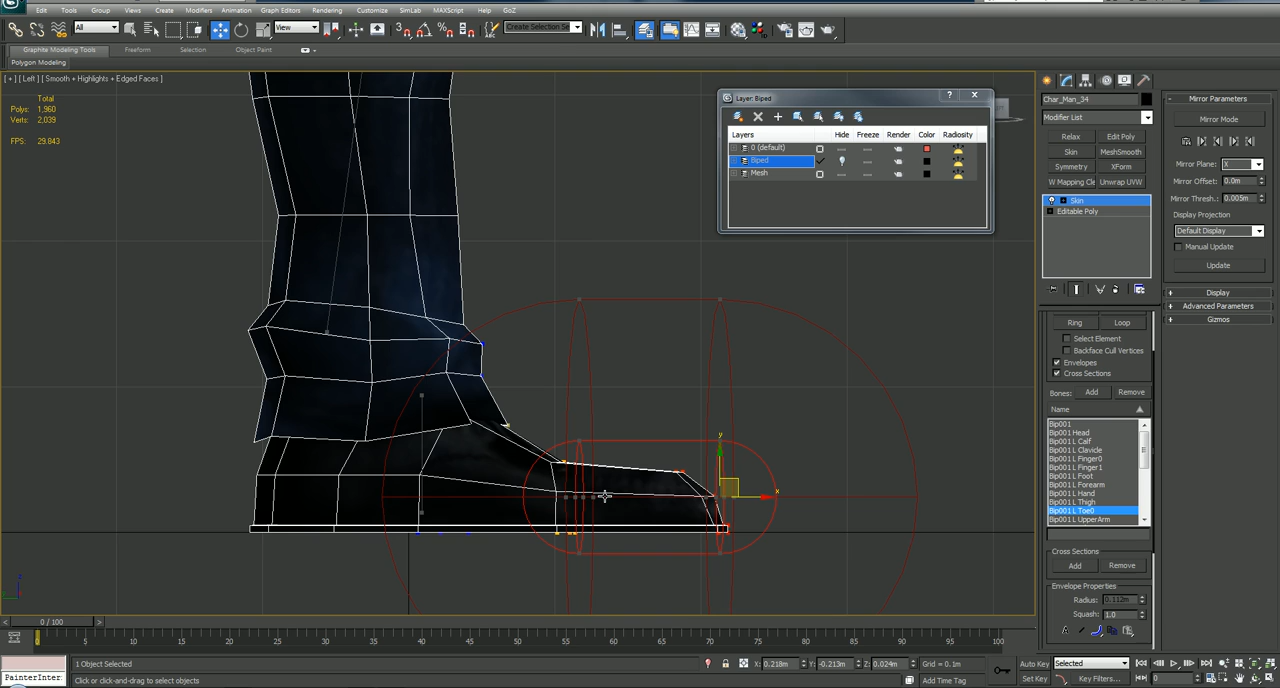 Edit Tools Group Views Create Modifiers Animation Graph Editors Rendering Customize SimLab MAXScript Help GoZ
All View Create Selection Se
Graphite Modeling Tools Freeform Selection Object Paint
Polygon Modeling
[ + ] [ Left ] [ Smooth + Highlights + Edged Faces ]
Total
Polys: 1,960
Verts: 2,039
FPS: 29.843
Layer: Biped
Layers Hide Freeze Render Color Radiosity
0 (default)
Biped
Mesh
y
x
Char_Man_34
Modifier List
Relax Edit Poly
Skin MeshSmooth
Symmetry XForm
W Mapping Cle Unwrap UVW
Skin
Editable Poly
Ring Loop
Select Element
Backface Cull Vertices
Envelopes
Cross Sections
Bones: Add Remove
Name
Bip001
Bip001 Head
Bip001 L Calf
Bip001 L Clavicle
Bip001 L Finger0
Bip001 L Finger1
Bip001 L Foot
Bip001 L Forearm
Bip001 L Hand
Bip001 L Thigh
Bip001 L Toe0
Bip001 L UpperArm
Cross Sections
Add Remove
Envelope Properties
Radius: 0.112m
Squash: 1.0
Mirror Parameters
Mirror Mode
Mirror Plane: X
Mirror Offset: 0.0m
Mirror Thresh.: 0.005m
Display Projection
Default Display
Manual Update
Update
Display
Advanced Parameters
Gizmos
0 / 100
0 5 10 15 20 25 30 35 40 45 50 55 60 65 70 75 80 85 90 95 100
1 Object Selected X: 0.218m Y: -0.213m Z: 0.024m Grid = 0.1m Auto Key Selected
PainterInter: Click or click-and-drag to select objects Add Time Tag Set Key Key Filters... 0